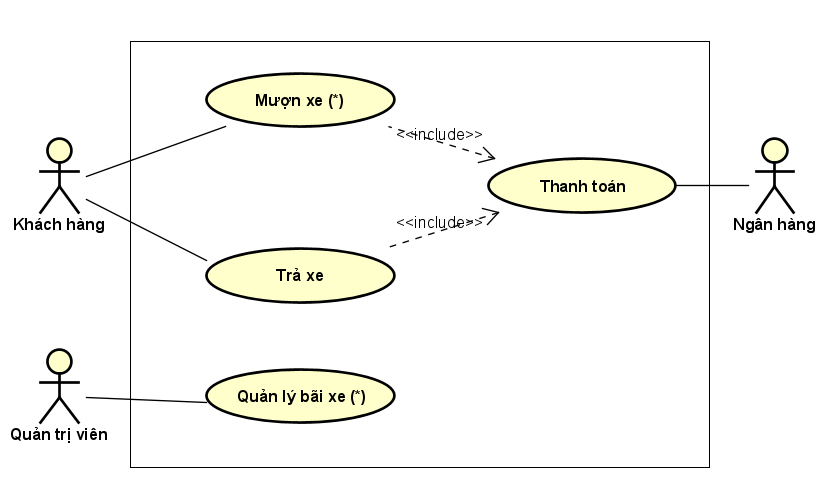 Mượn xe (*)
<<include>>
Thanh toán
Khách hàng
Ngân hàng
<<include>>
Trả xe
Quản lý bãi xe (*)
Quản trị viên